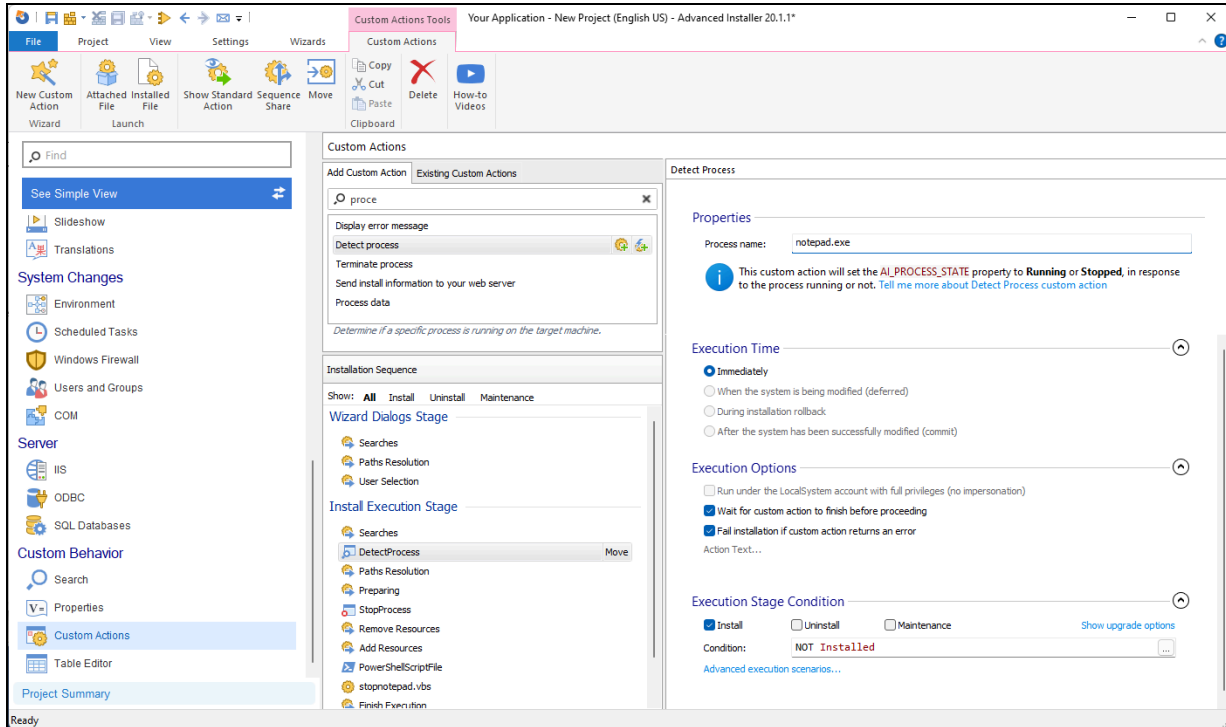 Custom Actions Tools
Your Application - New Project (English US) - Advanced Installer 20.1.1*
File
Project
View
Settings
Wizards
Custom Actions
New Custom
Action
Attached
File
Installed
File
Show Standard
Action
Sequence
Share
Move
Copy
Cut
Paste
Delete
How-to
Videos
Wizard
Launch
Clipboard
Find
See Simple View
Slideshow
Translations
System Changes
Environment
Scheduled Tasks
Windows Firewall
Users and Groups
COM
Server
IIS
ODBC
SQL Databases
Custom Behavior
Search
Properties
Custom Actions
Table Editor
Project Summary
Ready
Custom Actions
Add Custom Action
Existing Custom Actions
proce
Display error message
Detect process
Terminate process
Send install information to your web server
Process data
Determine if a specific process is running on the target machine.
Installation Sequence
Show: All Install Uninstall Maintenance
Wizard Dialogs Stage
Searches
Paths Resolution
User Selection
Install Execution Stage
Searches
DetectProcess Move
Paths Resolution
Preparing
StopProcess
Remove Resources
Add Resources
PowerShellScriptFile
stopnotepad.vbs
Finish Execution
Detect Process
Properties
Process name: notepad.exe
This custom action will set the AI_PROCESS_STATE property to Running or Stopped, in response
to the process running or not. Tell me more about Detect Process custom action
Execution Time
Immediately
When the system is being modified (deferred)
During installation rollback
After the system has been successfully modified (commit)
Execution Options
Run under the LocalSystem account with full privileges (no impersonation)
Wait for custom action to finish before proceeding
Fail installation if custom action returns an error
Action Text...
Execution Stage Condition
Install Uninstall Maintenance Show upgrade options
Condition: NOT Installed ...
Advanced execution scenarios...